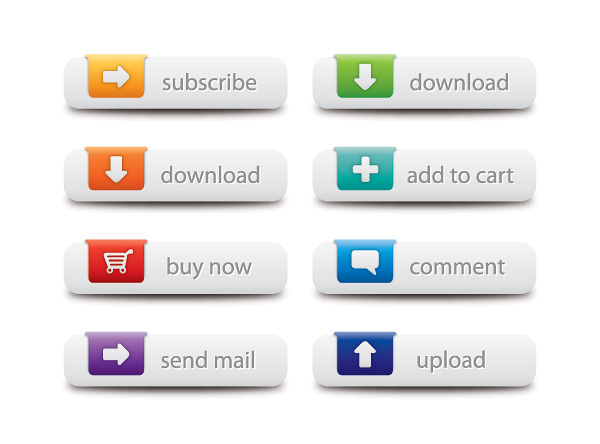 subscribe
download
download
add to cart
buy now
comment
send mail
upload